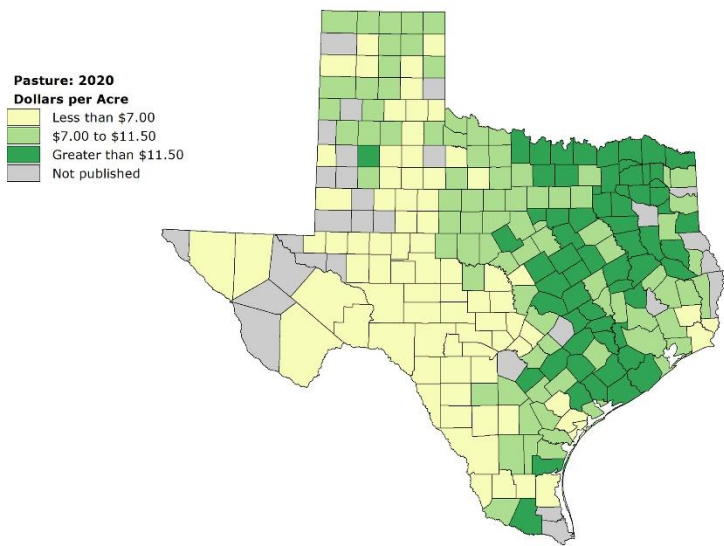 Pasture: 2020
Dollars per Acre
Less than $7.00
$7.00 to $11.50
Greater than $11.50
Not published